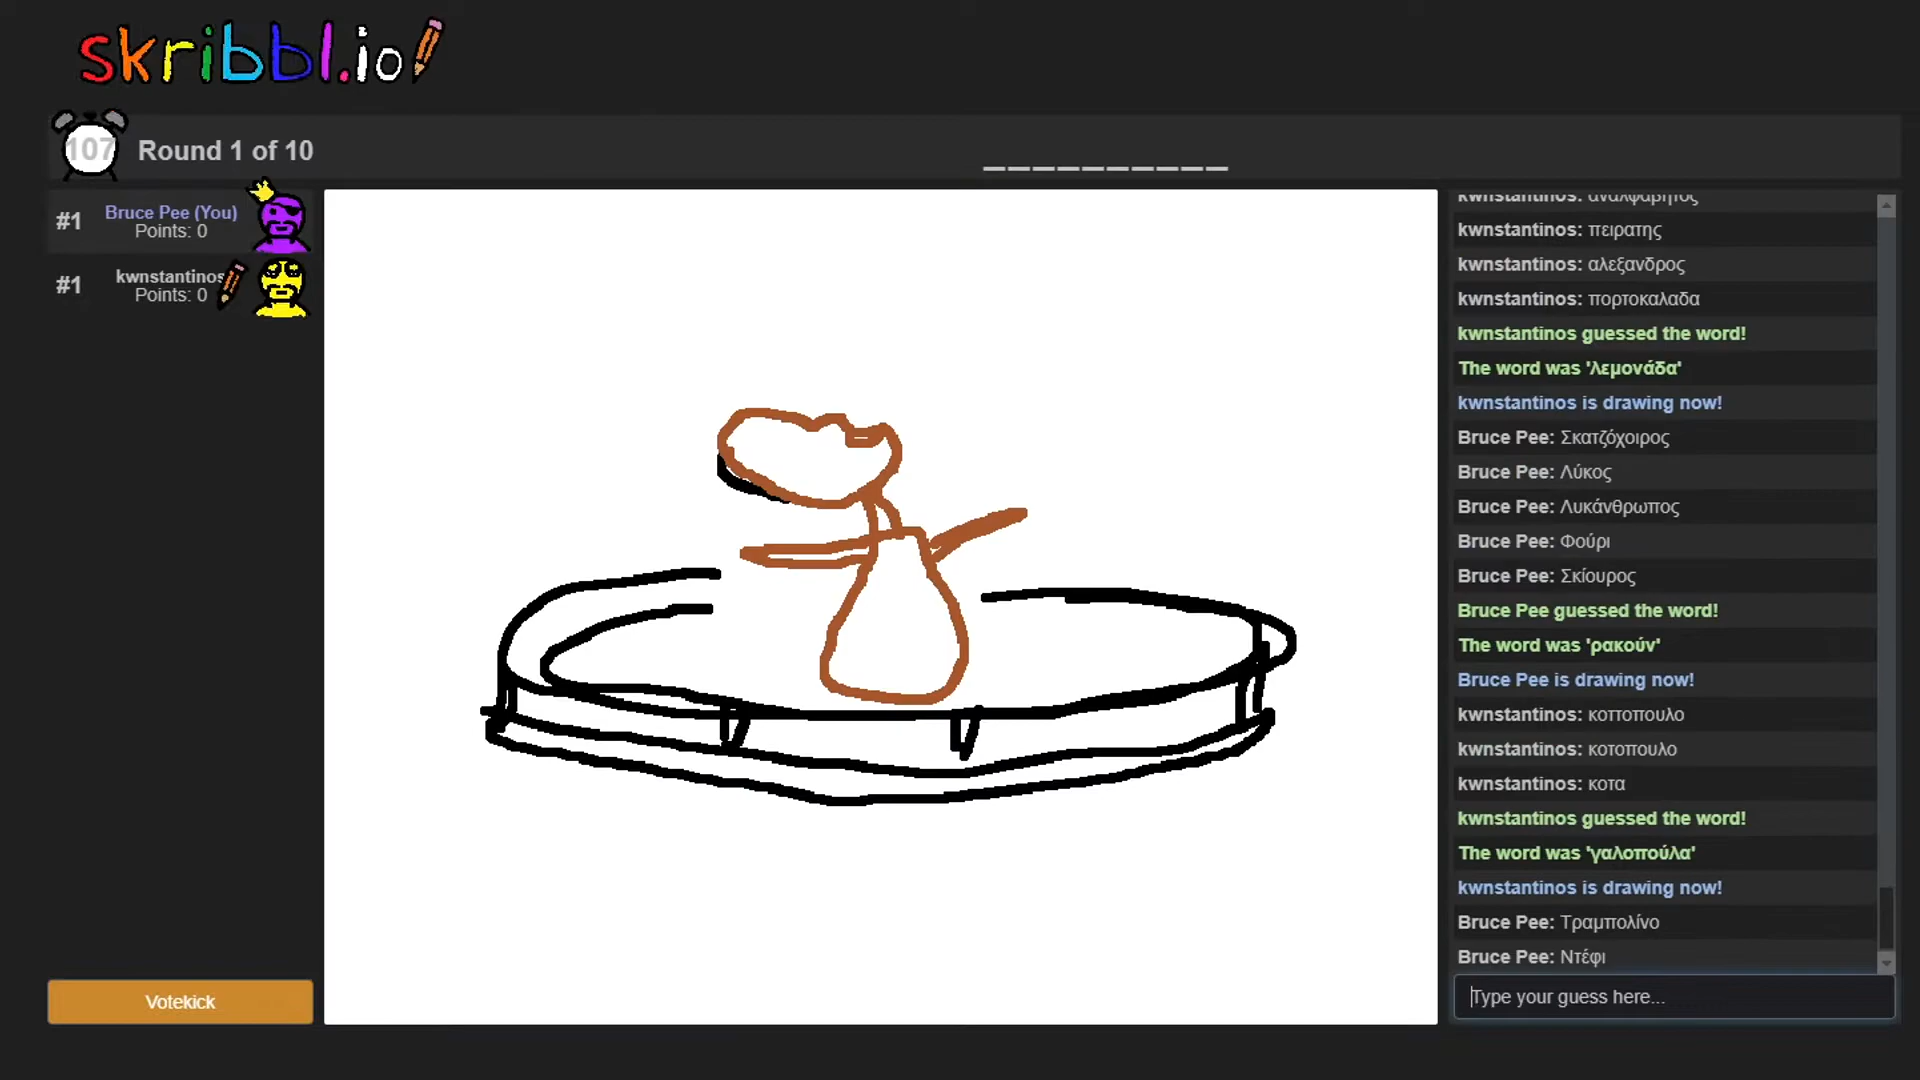 skribbl.io
107
Round 1 of 10
__________
#1
Bruce Pee (You)
Points: 0
#1
kwnstantinos
Points: 0
Votekick
kwnstantinos: αναλφαβητος
kwnstantinos: πειρατης
kwnstantinos: αλεξανδρος
kwnstantinos: πορτοκαλαδα
kwnstantinos guessed the word!
The word was 'λεμονάδα'
kwnstantinos is drawing now!
Bruce Pee: Σκατζόχοιρος
Bruce Pee: Λύκος
Bruce Pee: Λυκάνθρωπος
Bruce Pee: Φούρι
Bruce Pee: Σκίουρος
Bruce Pee guessed the word!
The word was 'ρακούν'
Bruce Pee is drawing now!
kwnstantinos: κοττοπουλο
kwnstantinos: κοτοπουλο
kwnstantinos: κοτα
kwnstantinos guessed the word!
The word was 'γαλοπούλα'
kwnstantinos is drawing now!
Bruce Pee: Τραμπολίνο
Bruce Pee: Ντέφι
Type your guess here...